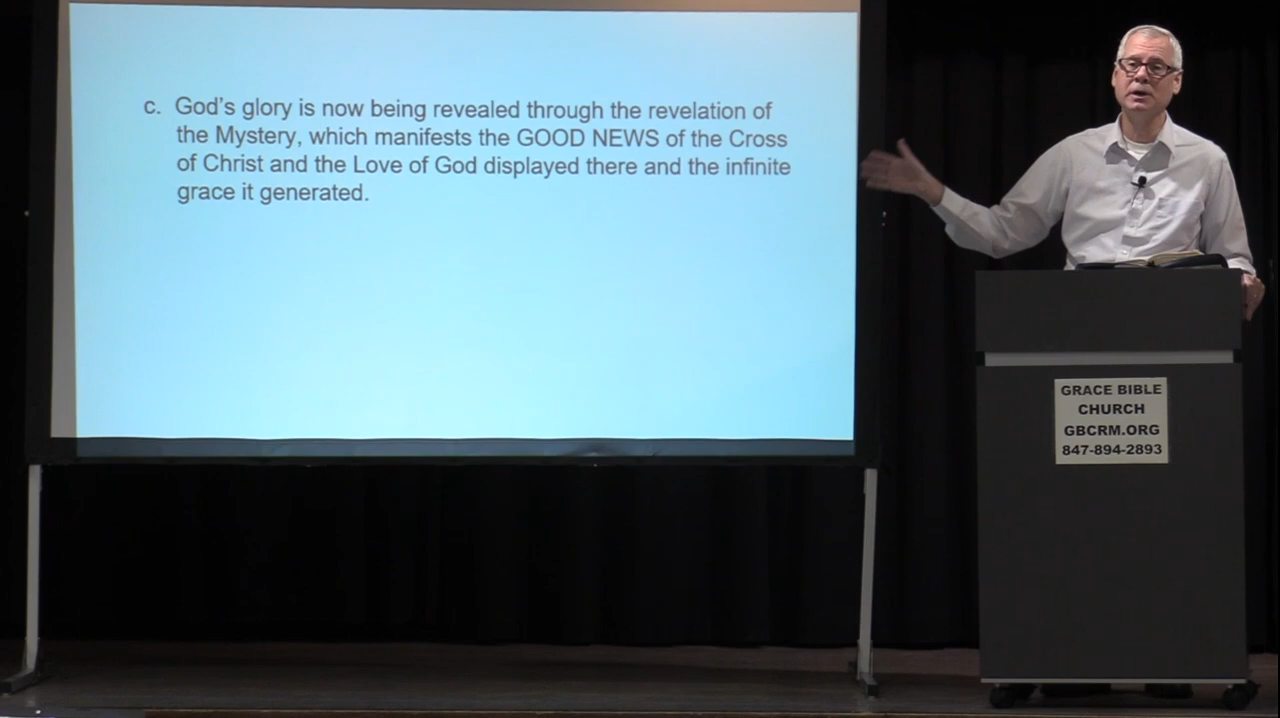 c. God's glory is now being revealed through the revelation of
the Mystery, which manifests the GOOD NEWS of the Cross
of Christ and the Love of God displayed there and the infinite
grace it generated.
GRACE BIBLE
CHURCH
GBCRM.ORG
847-894-2893